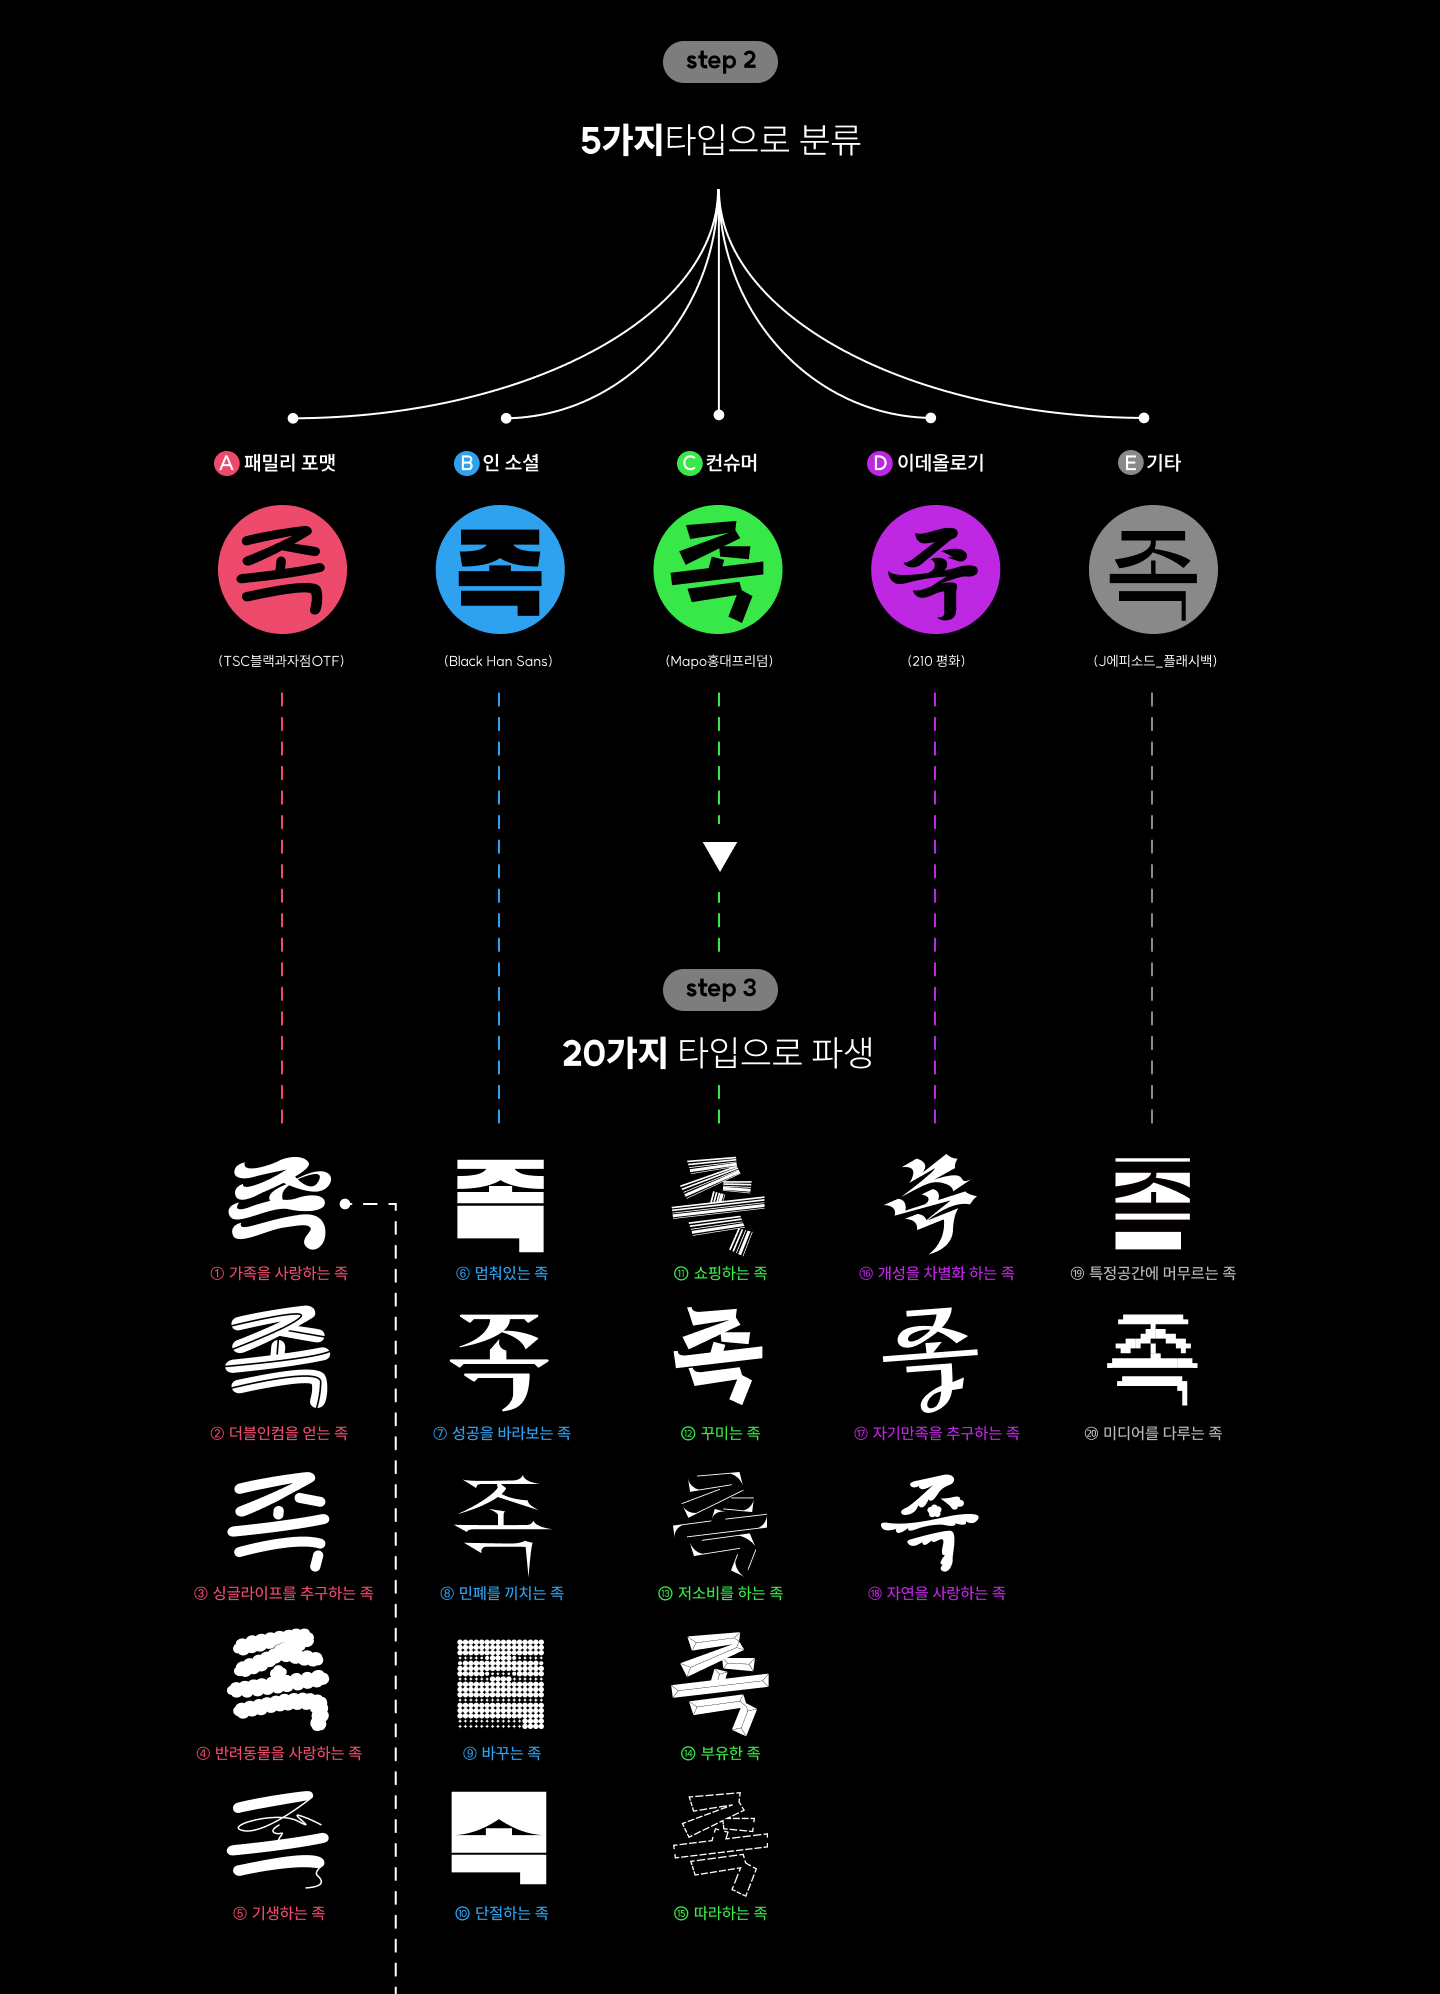 step 2
5가지타입으로 분류
A 패밀리 포맷
B 인 소셜
C 컨슈머
D 이데올로기
E 기타
족
족
족
족
족
(TSC블랙과자점OTF)
(Black Han Sans)
(Mapo홍대프리덤)
(210 평화)
(J에피소드_플래시백)
step 3
20가지 타입으로 파생
족
족
족
족
족
① 가족을 사랑하는 족
⑥ 멈춰있는 족
⑪ 쇼핑하는 족
⑯ 개성을 차별화 하는 족
⑲ 특정공간에 머무르는 족
족
족
족
족
족
② 더블인컴을 얻는 족
⑦ 성공을 바라보는 족
⑫ 꾸미는 족
⑰ 자기만족을 추구하는 족
⑳ 미디어를 다루는 족
족
족
족
족
③ 싱글라이프를 추구하는 족
⑧ 민폐를 끼치는 족
⑬ 저소비를 하는 족
⑱ 자연을 사랑하는 족
족
족
족
④ 반려동물을 사랑하는 족
⑨ 바꾸는 족
⑭ 부유한 족
족
족
족
⑤ 기생하는 족
⑩ 단절하는 족
⑮ 따라하는 족